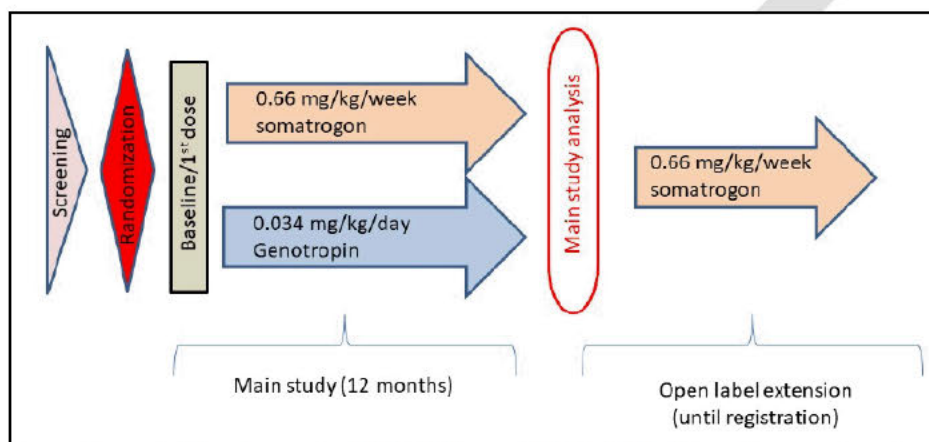 Screening
Randomization
Baseline/1st dose
0.66 mg/kg/week
somatrogon
0.034 mg/kg/day
Genotropin
Main study analysis
0.66 mg/kg/week
somatrogon
Main study (12 months)
Open label extension
(until registration)